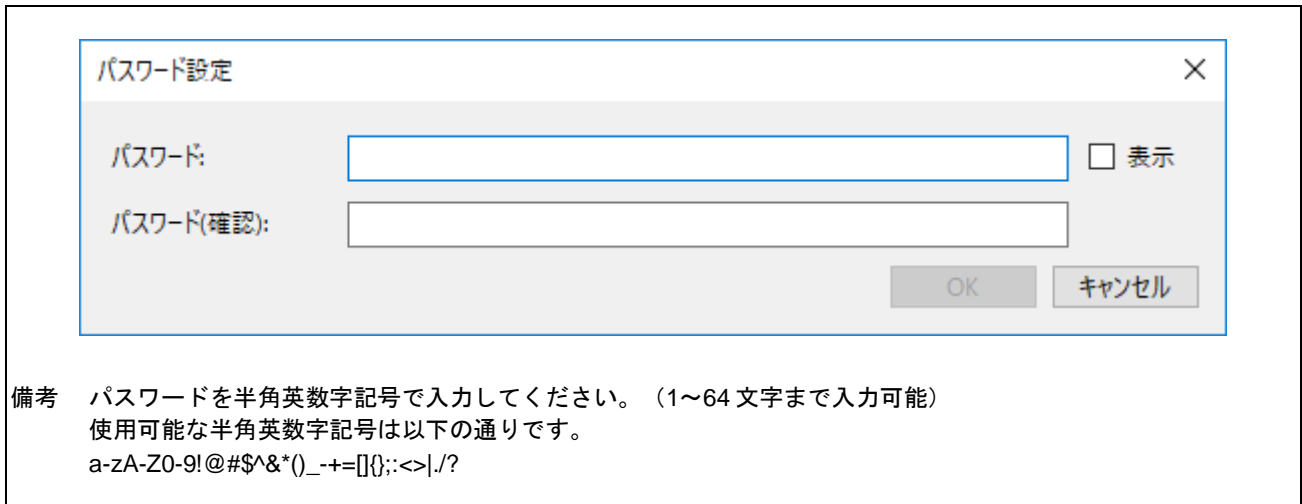 パスワード設定
パスワード:
表示
パスワード(確認):
OK
キャンセル
備考 パスワードを半角英数字記号で入力してください。（1～64 文字まで入力可能）
使用可能な半角英数字記号は以下の通りです。
a-zA-Z0-9!@#$^&*()_-+=[]{};:<>|./?